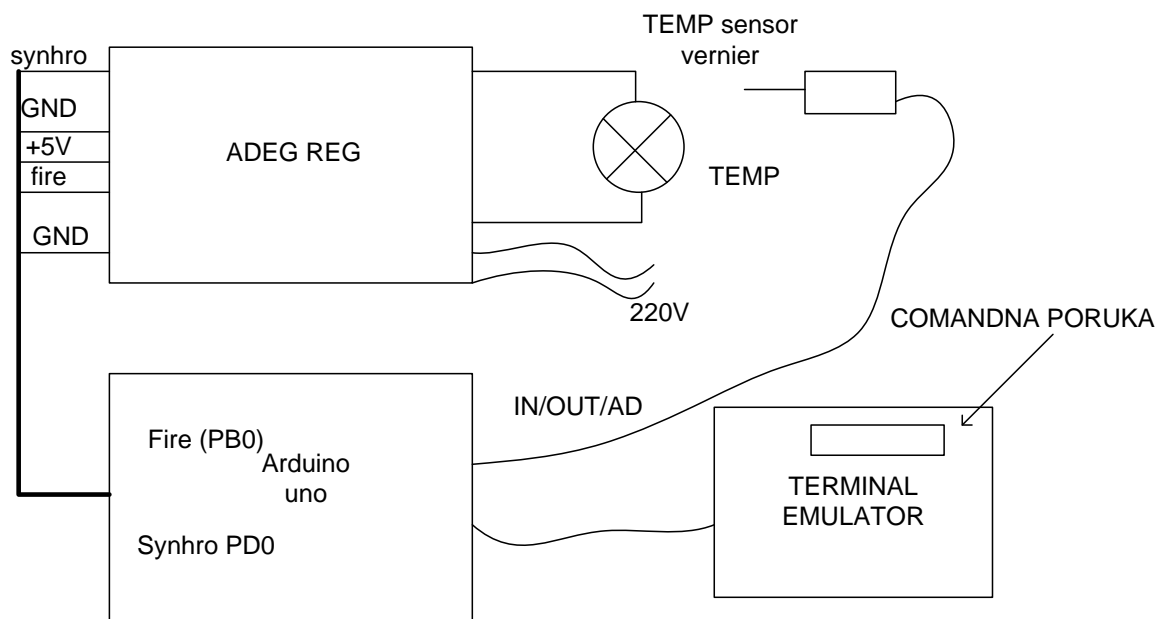 TEMP sensor
vernier
synhro
GND
+5V
fire
GND
ADEG REG
TEMP
220V
COMANDNA PORUKA
IN/OUT/AD
Fire (PB0)
Arduino
uno
Synhro PD0
TERMINAL
EMULATOR